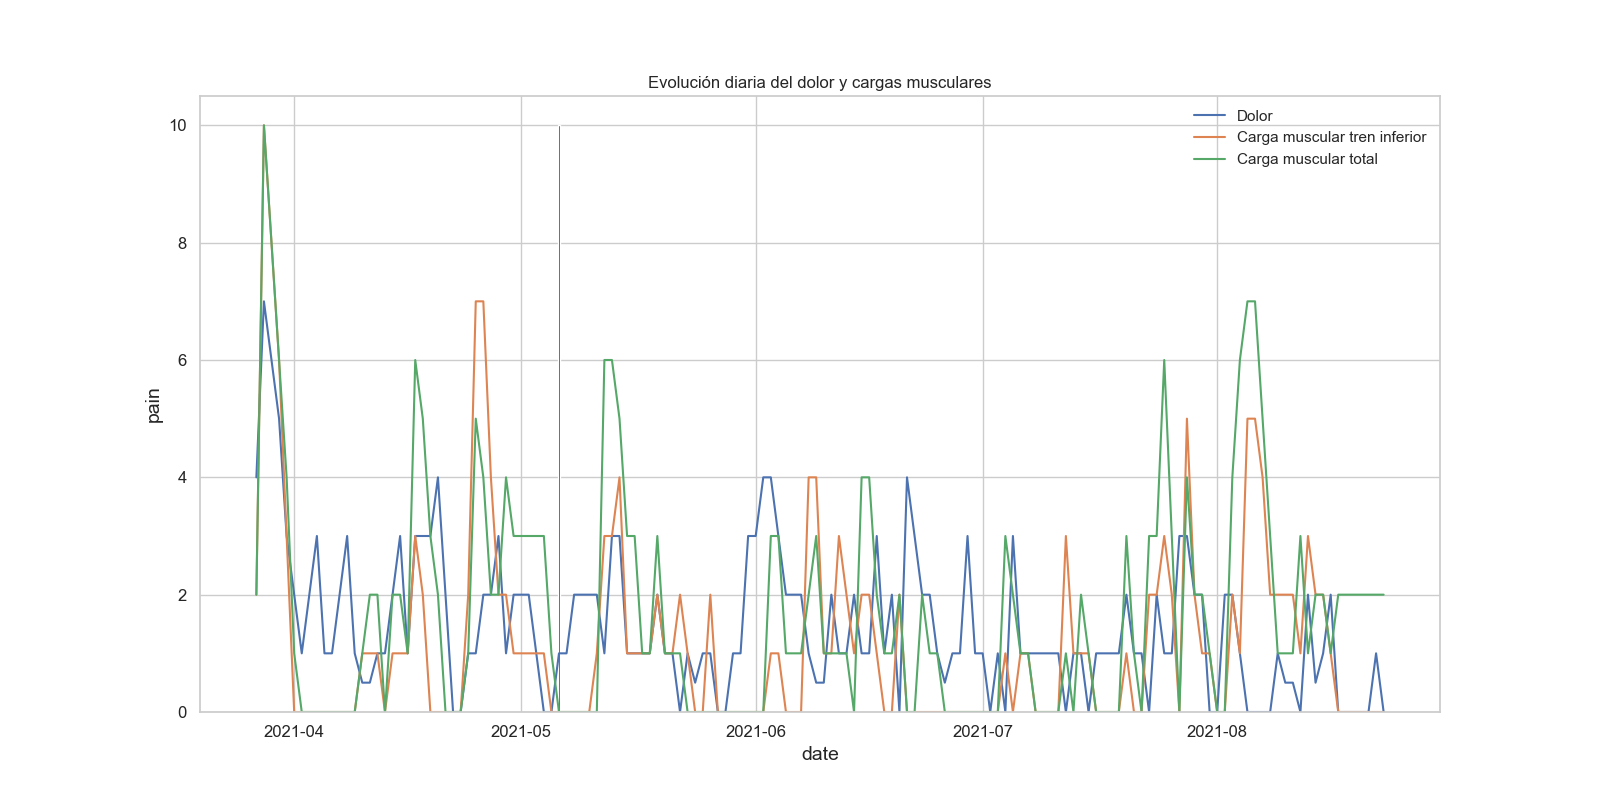 Evolución diaria del dolor y cargas musculares
Dolor
Carga muscular tren inferior
Carga muscular total
10
8
6
4
2
0
pain
2021-04
2021-05
2021-06
2021-07
2021-08
date